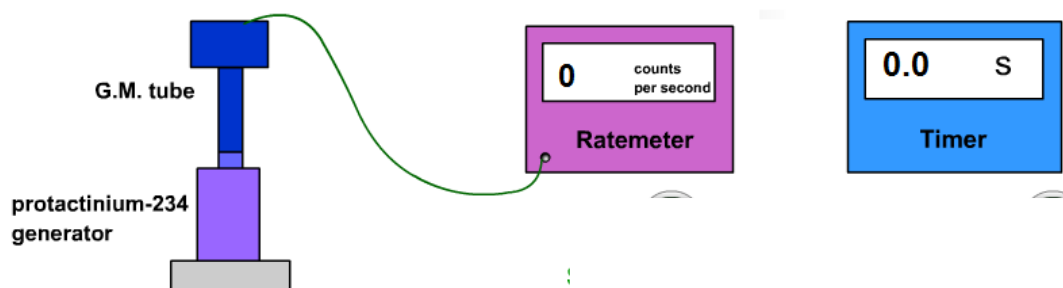 G.M. tube
protactinium-234
generator
0
counts
per second
Ratemeter
0.0 S
Timer